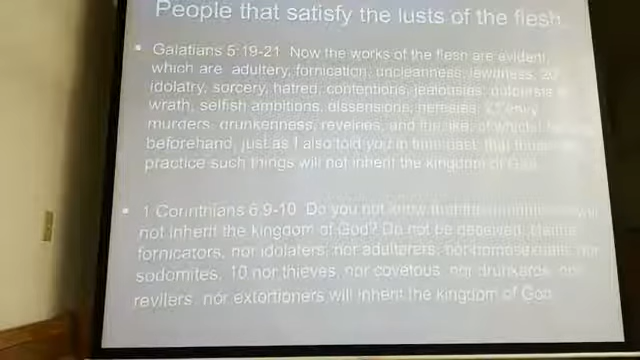 People that satisfy the lusts of the flesh.
Galatians 5:19-21 Now the works of the flesh are evident,
which are adultery, fornication, uncleanness, lewdness, 20
idolatry, sorcery, hatred, contentions, jealousies, outbursts of
wrath, selfish ambitions, dissensions, heresies, 21 envy,
murders, drunkenness, revelries, and the like; of which I
beforehand, just as I also told you in time past, that those
practice such things will not inherit the kingdom of God.
1 Corinthians 6:9-10 Do you not know that the will
not inherit the kingdom of God? Do not be deceived. Neither
fornicators, nor idolaters, nor adulterers, nor homosexuals, nor
sodomites, 10 nor thieves, nor covetous, nor drunkards, nor
revilers, nor extortioners will inherit the kingdom of God.